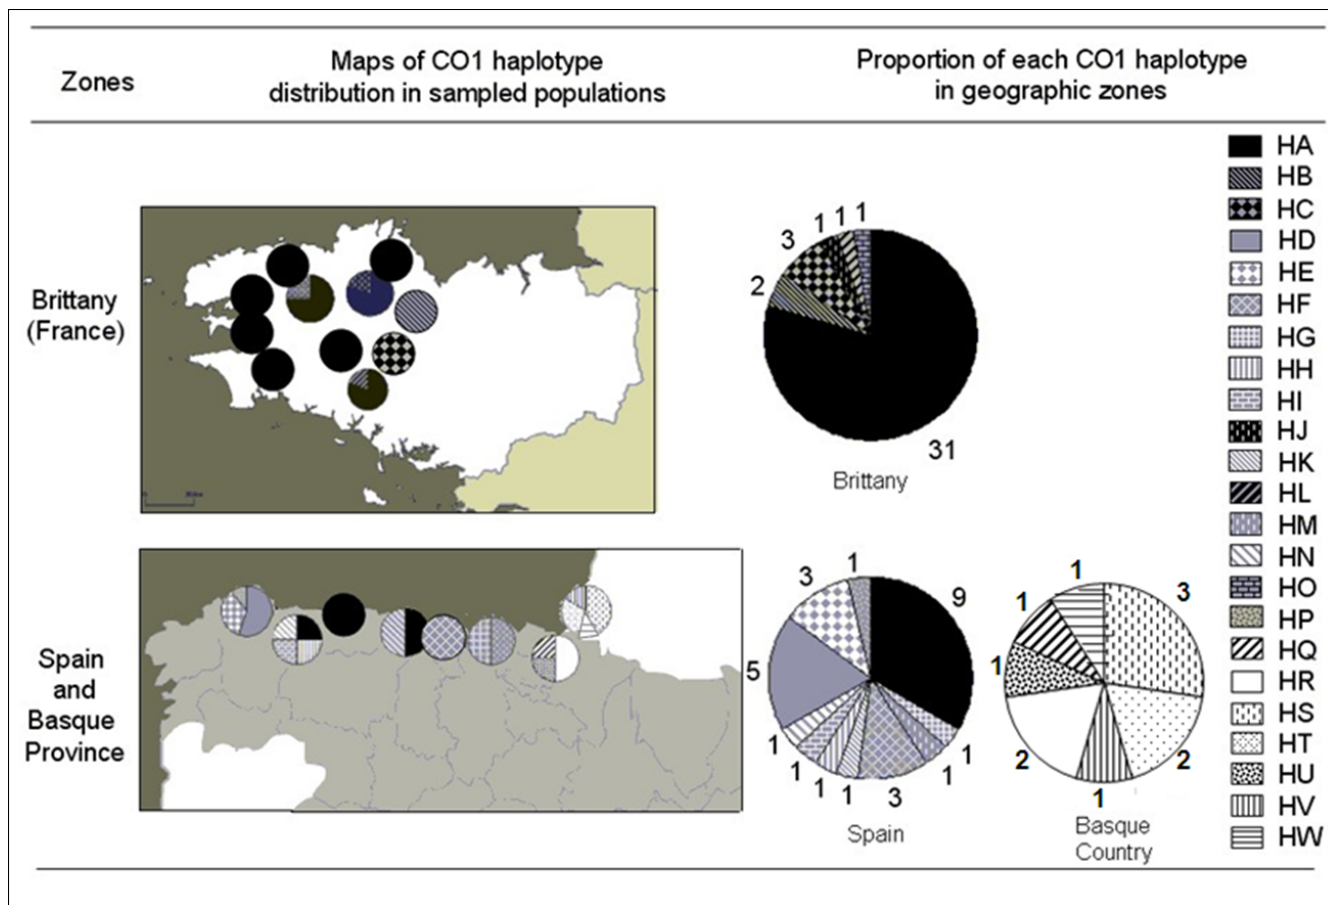 Zones
Maps of CO1 haplotype
distribution in sampled populations
Proportion of each CO1 haplotype
in geographic zones
Brittany
(France)
3 1 1 1
2
31
Brittany
Spain
and
Basque
Province
1
3
9
5
1
1
1
1
3
1
1
Spain
1
3
1
1
2
2
1
Basque
Country
HA
HB
HC
HD
HE
HF
HG
HH
HI
HJ
HK
HL
HM
HN
HO
HP
HQ
HR
HS
HT
HU
HV
HW